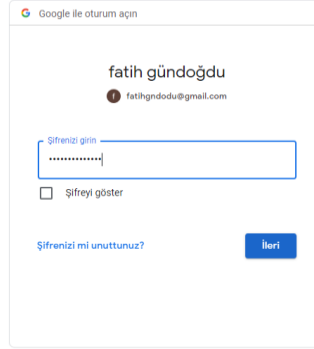 Google ile oturum açın
fatih gündoğdu
f fatihgndodu@gmail.com
Şifrenizi girin
••••••••••••••
Şifreyi göster
Şifrenizi mi unuttunuz?
İleri